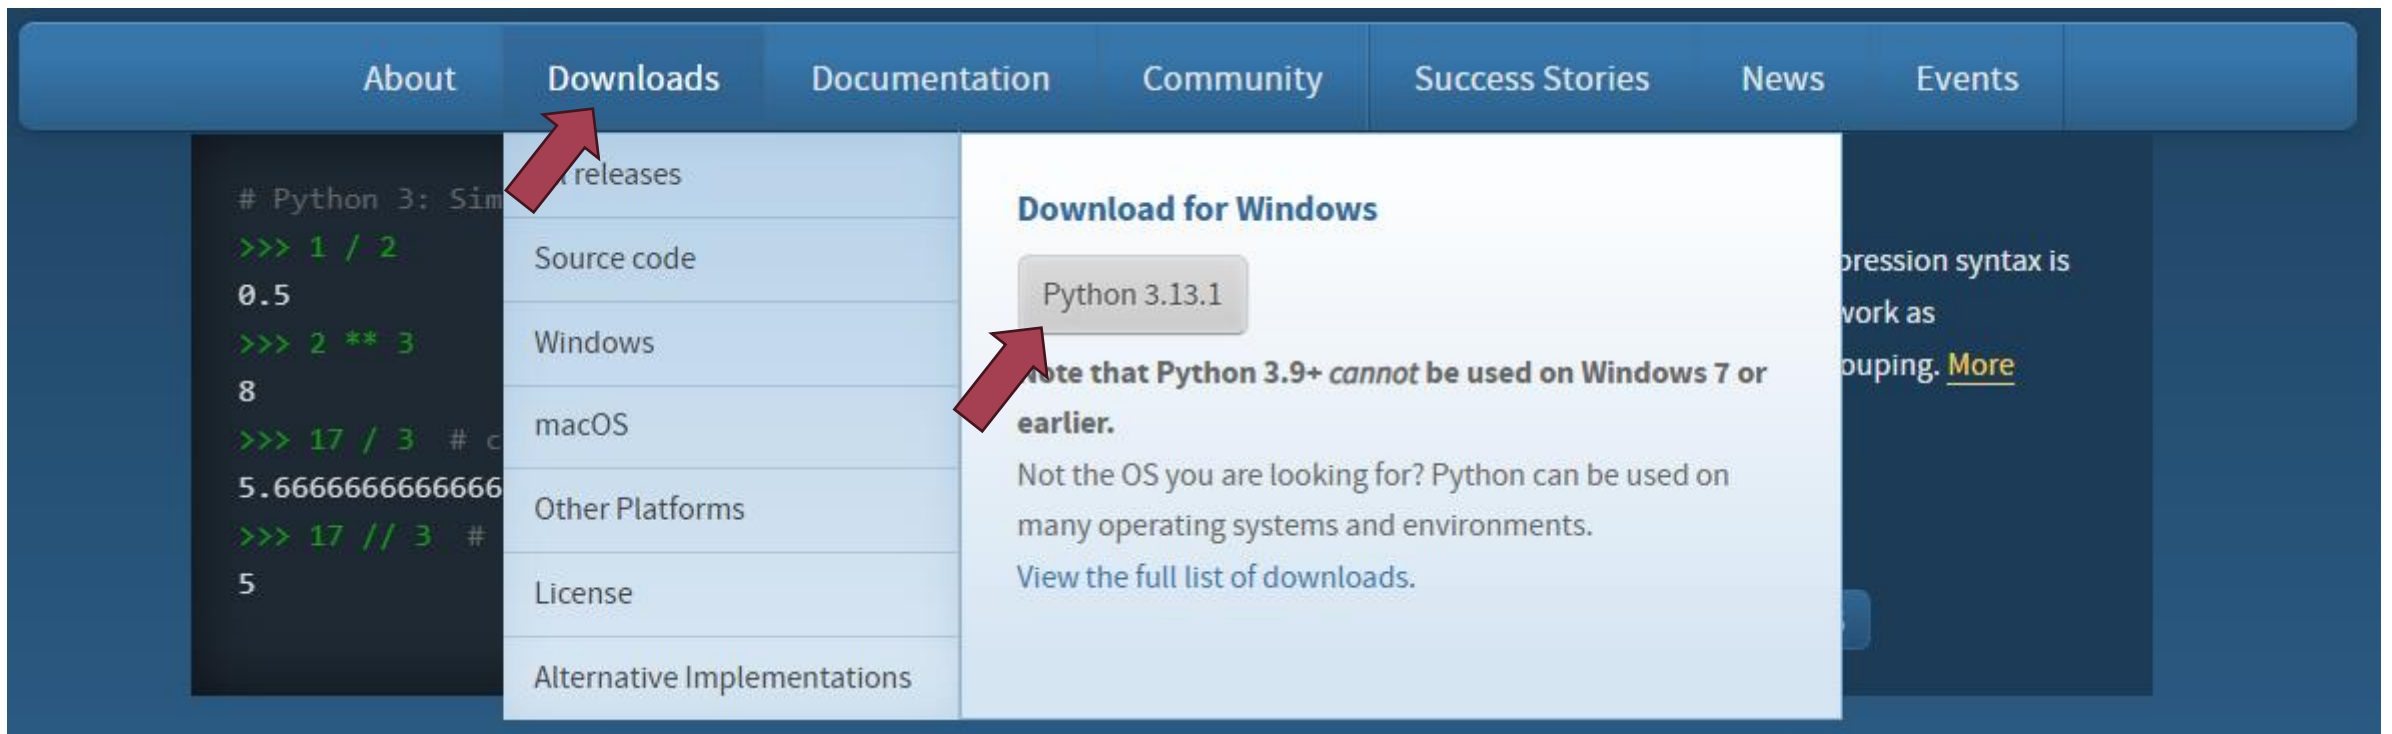 About Downloads Documentation Community Success Stories News Events
# Python 3: Sim
>>> 1 / 2
0.5
>>> 2 ** 3
8
>>> 17 / 3 # c
5.6666666666666
>>> 17 // 3 #
5
releases
Source code
Windows
macOS
Other Platforms
License
Alternative Implementations
Download for Windows
Python 3.13.1
Note that Python 3.9+ cannot be used on Windows 7 or
earlier.
Not the OS you are looking for? Python can be used on
many operating systems and environments.
View the full list of downloads.
pression syntax is
work as
ouping. More